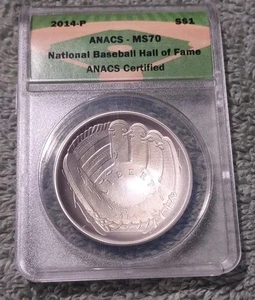 2014-P S$1
ANACS - MS70
National Baseball Hall of Fame
ANACS Certified